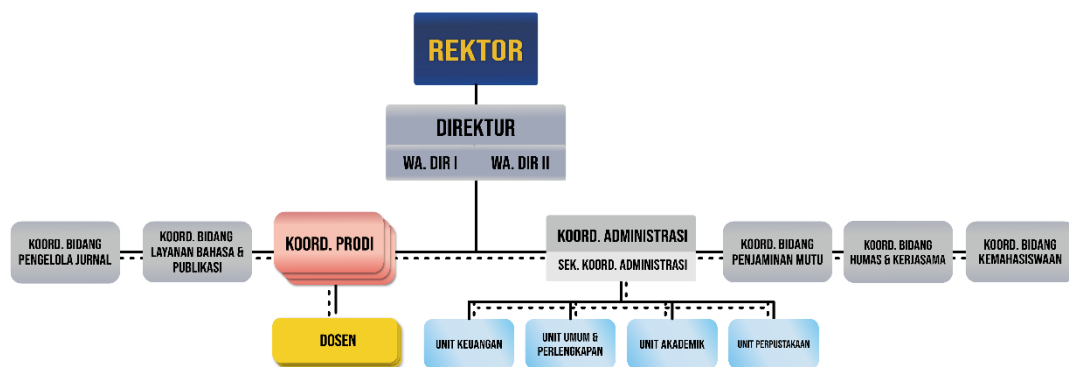 REKTOR
DIREKTUR
WA. DIR I
WA. DIR II
KOORD. BIDANG
PENGELOLA JURNAL
KOORD. BIDANG
LAYANAN BAHASA &
PUBLIKASI
KOORD. PRODI
KOORD. ADMINISTRASI
SEK. KOORD. ADMINISTRASI
KOORD. BIDANG
PENJAMINAN MUTU
KOORD. BIDANG
HUMAS & KERJASAMA
KOORD. BIDANG
KEMAHASISWAAN
DOSEN
UNIT KEUANGAN
UNIT UMUM &
PERLENGKAPAN
UNIT AKADEMIK
UNIT PERPUSTAKAAN